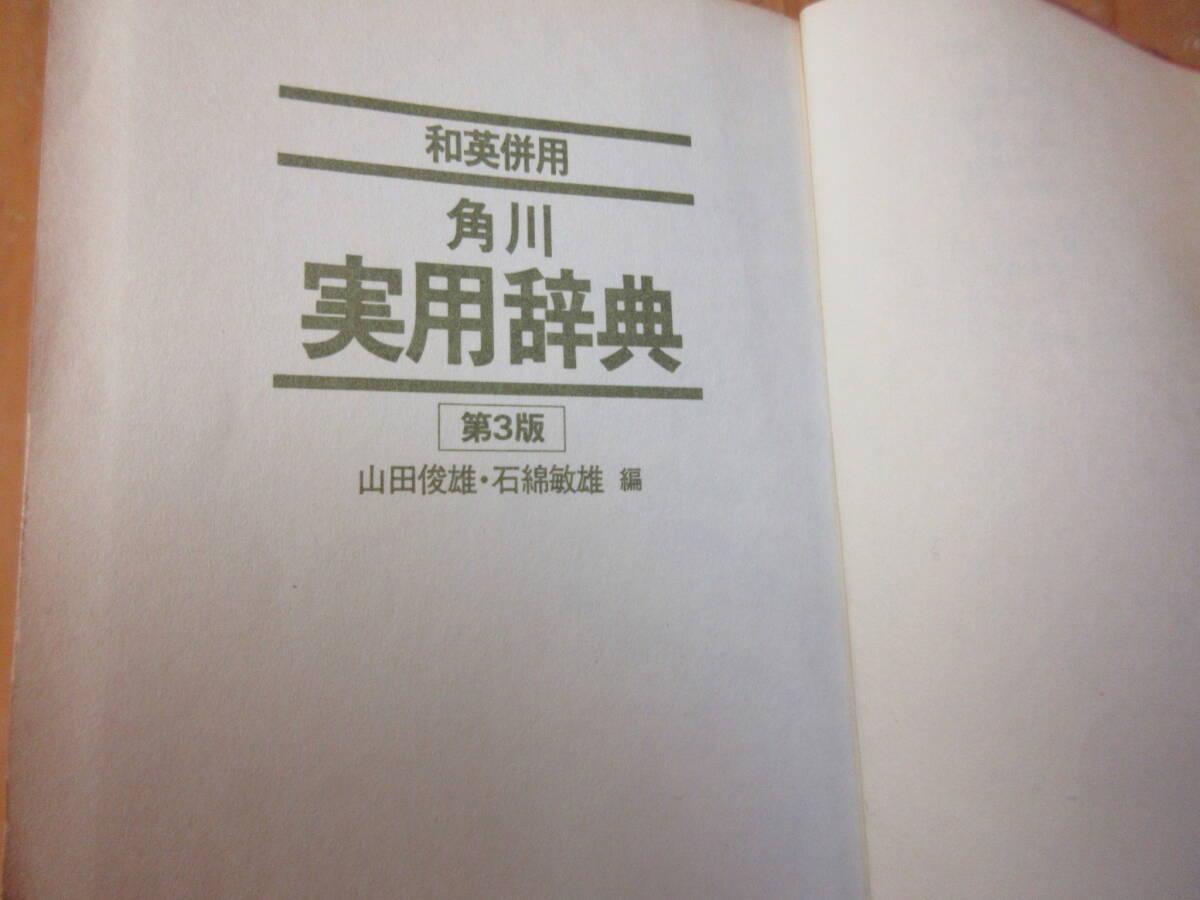 和英併用
角川
実用辞典
第3版
山田俊雄・石綿敏雄 編